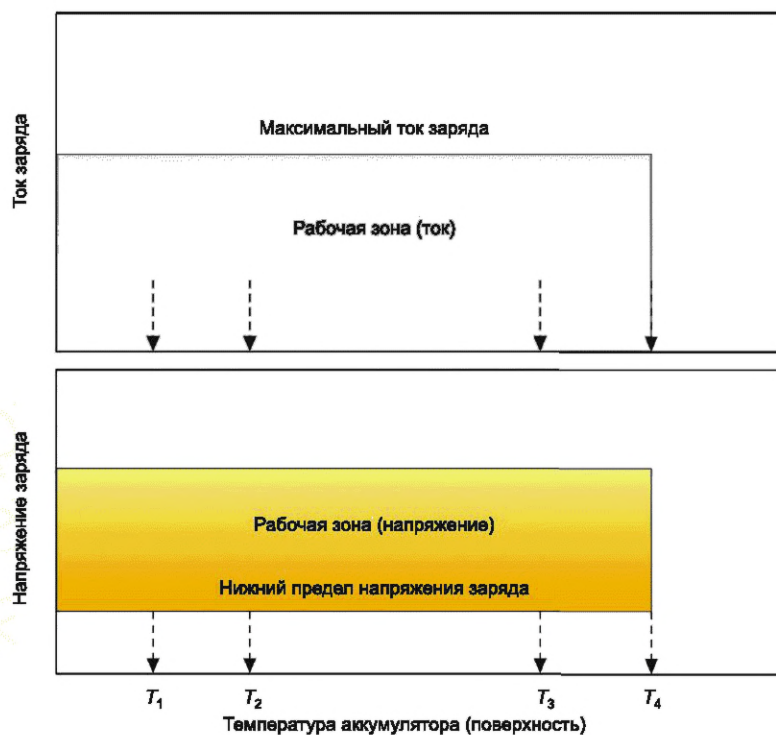 Ток заряда
Максимальный ток заряда
Рабочая зона (ток)
Напряжение заряда
Рабочая зона (напряжение)
Нижний предел напряжения заряда
T1 T2 T3 T4
Температура аккумулятора (поверхность)